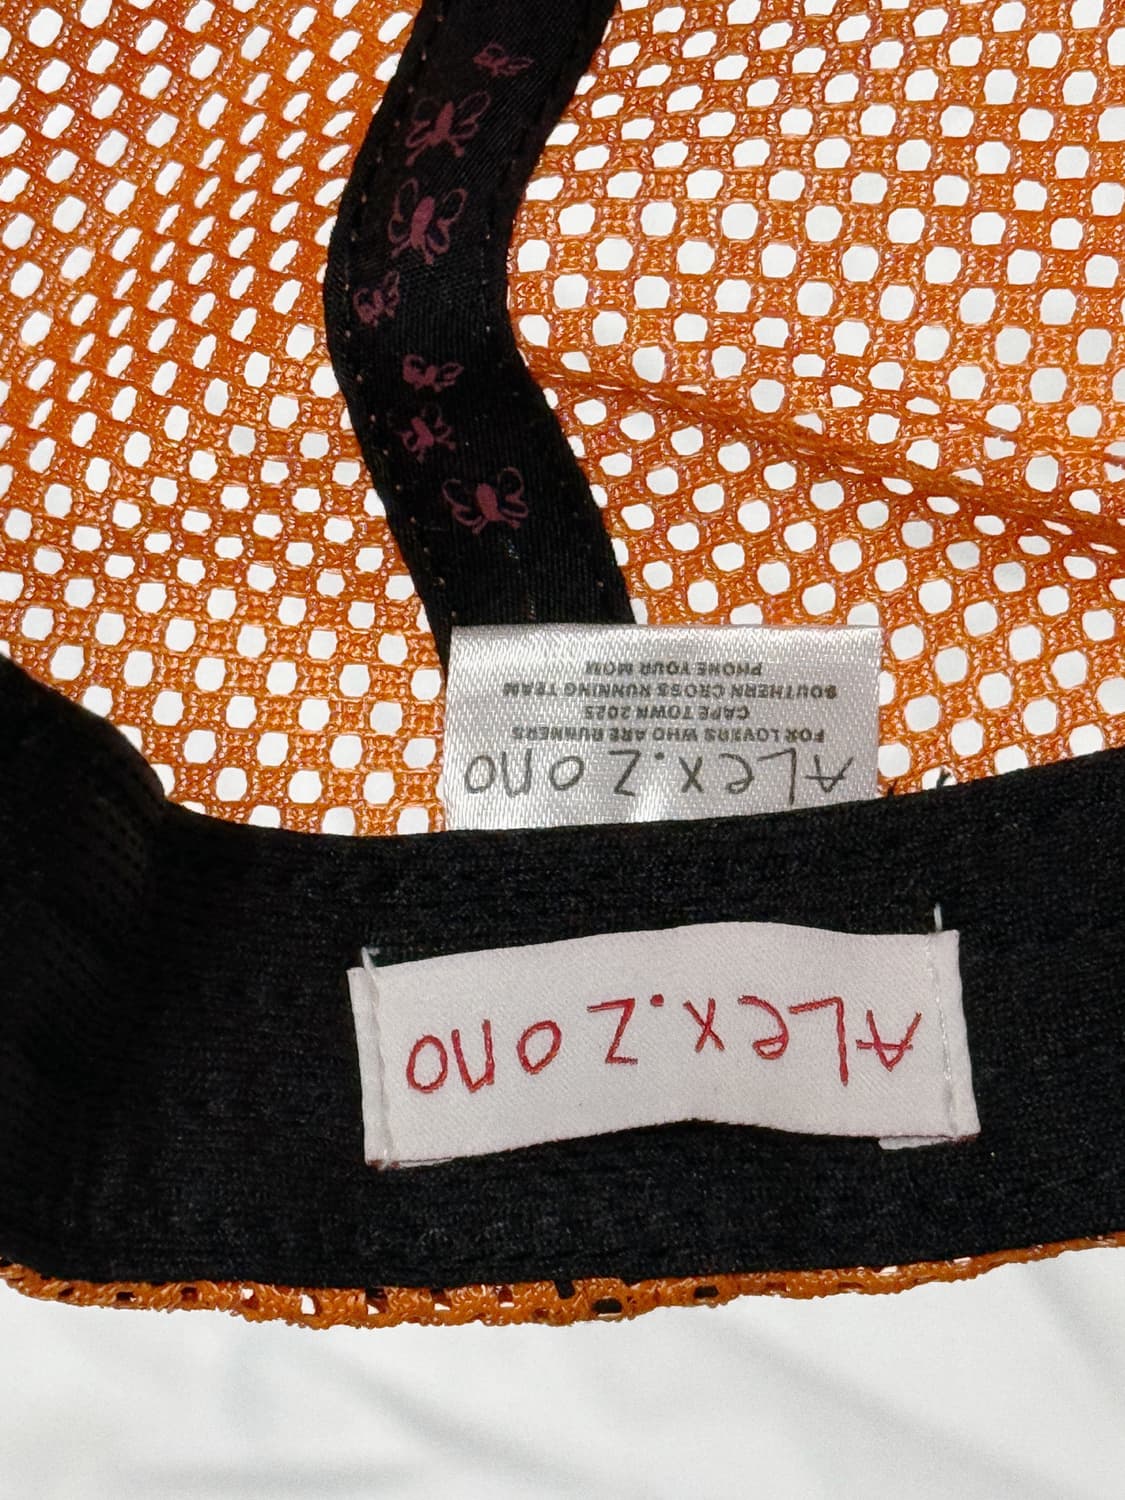 ALex.Zono
ALex.Zono
FOR LOVERS WHO ARE RUNNERS
CAPE TOWN 2025
SOUTHERN CROSS RUNNING TEAM
PHONE YOUR MOM